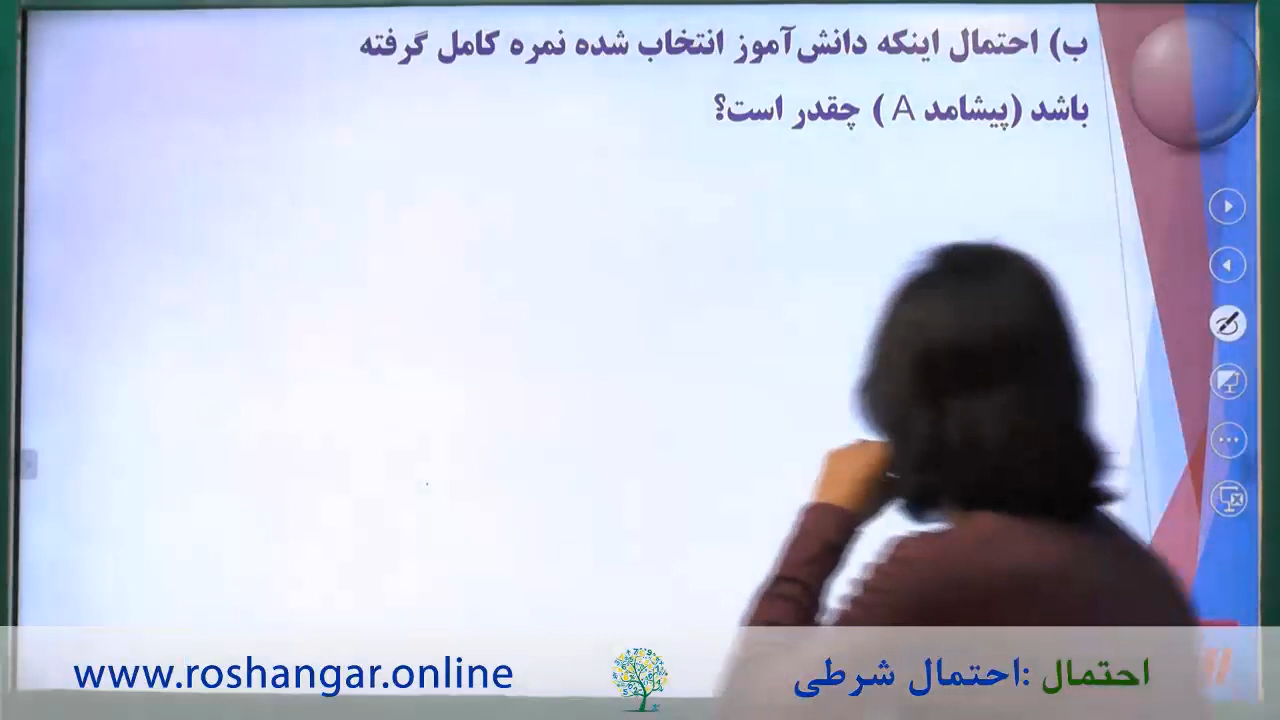 ب) احتمال اینکه دانش‌آموز انتخاب شده نمره کامل گرفته
باشد (پیشامد A ) چقدر است؟
احتمال :احتمال شرطی
www.roshangar.online